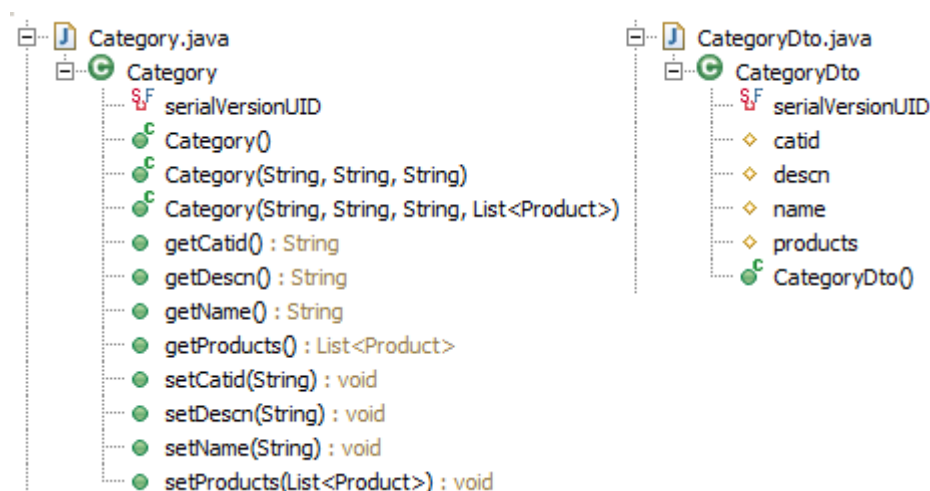 Category.java
Category
serialVersionUID
Category()
Category(String, String, String)
Category(String, String, String, List<Product>)
getCatid() : String
getDescn() : String
getName() : String
getProducts() : List<Product>
setCatid(String) : void
setDescn(String) : void
setName(String) : void
setProducts(List<Product>) : void
CategoryDto.java
CategoryDto
serialVersionUID
catid
descn
name
products
CategoryDto()